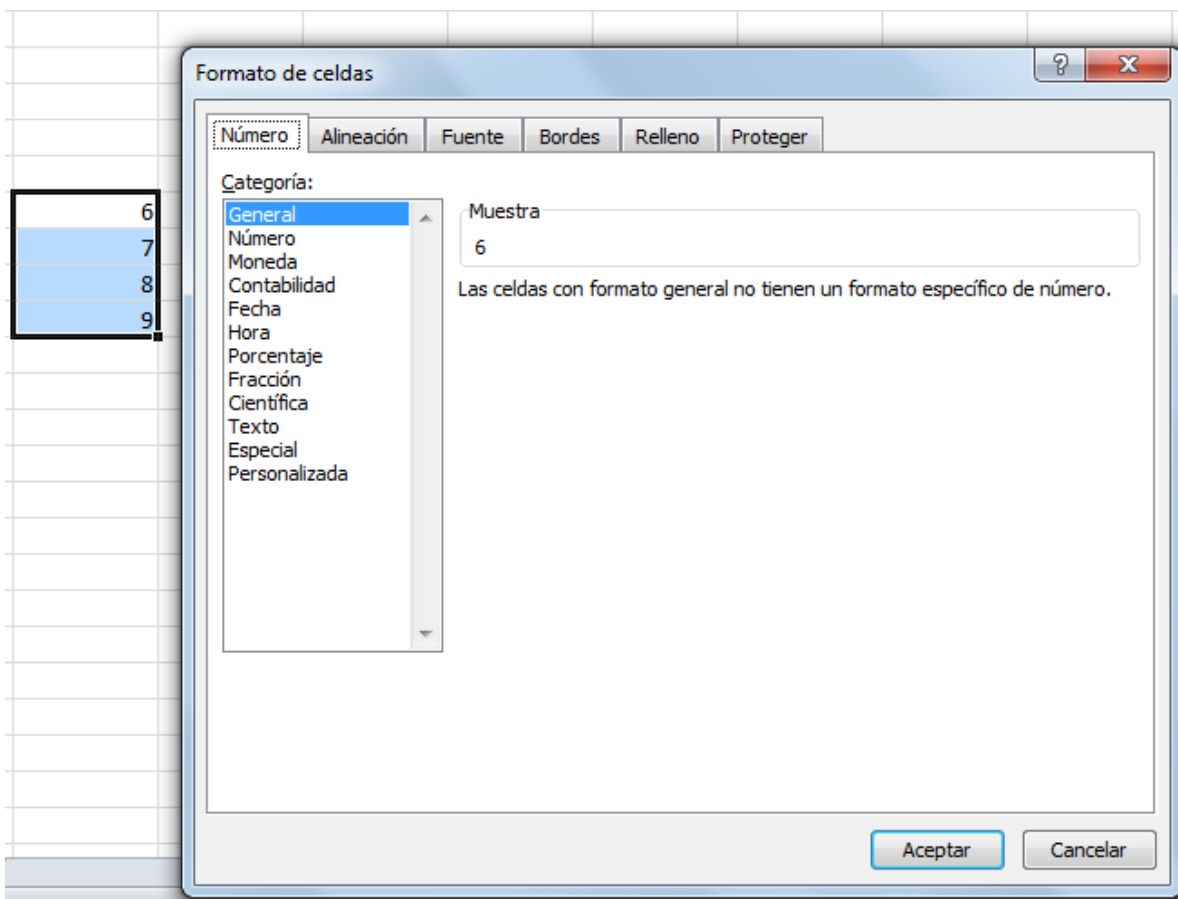 Formato de celdas
Número Alineación Fuente Bordes Relleno Proteger
Categoría:
General
Número
Moneda
Contabilidad
Fecha
Hora
Porcentaje
Fracción
Científica
Texto
Especial
Personalizada
Muestra
6
Las celdas con formato general no tienen un formato específico de número.
6
7
8
9
Aceptar Cancelar